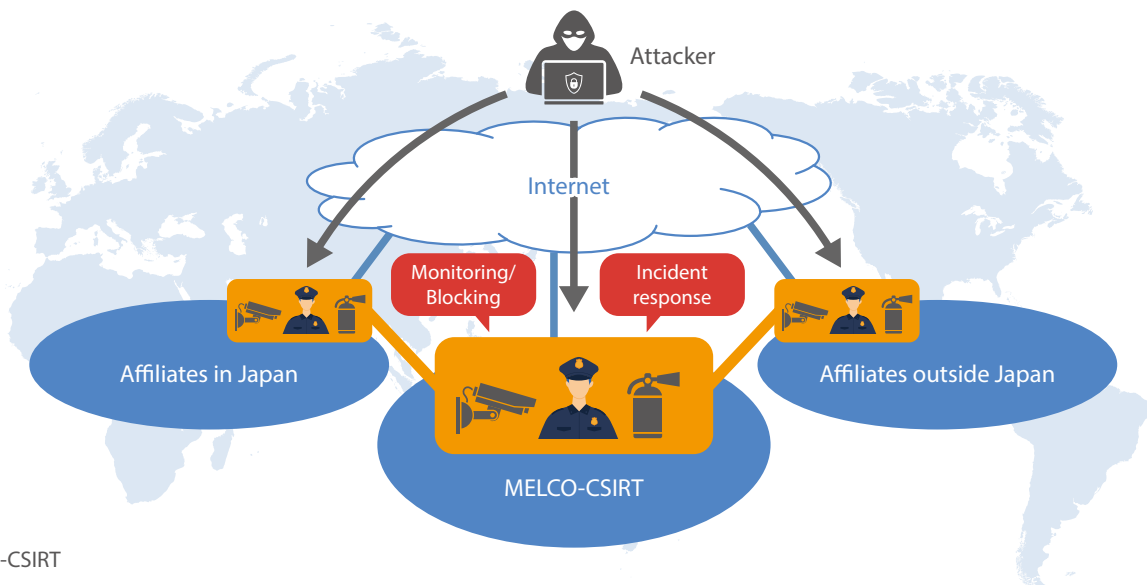 Attacker
Internet
Monitoring/
Blocking
Incident
response
Affiliates in Japan
Affiliates outside Japan
MELCO-CSIRT
-CSIRT